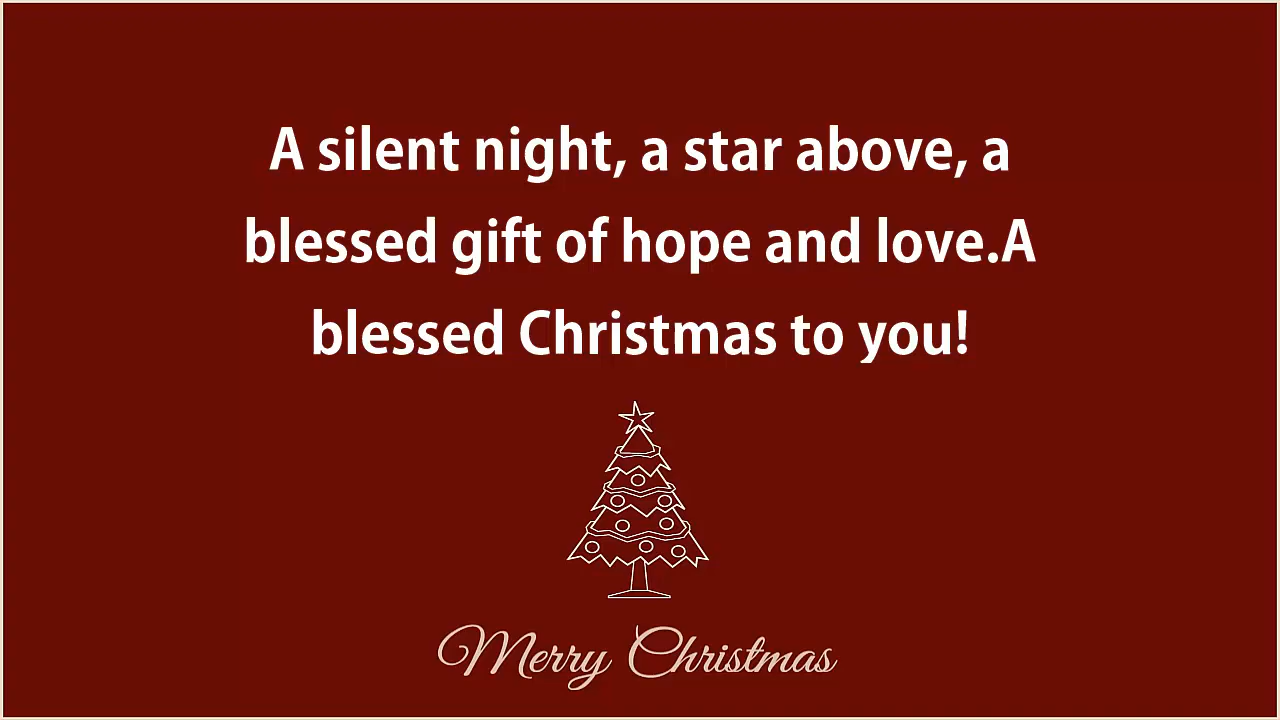 A silent night, a star above, a
blessed gift of hope and love.A
blessed Christmas to you!
Merry Christmas